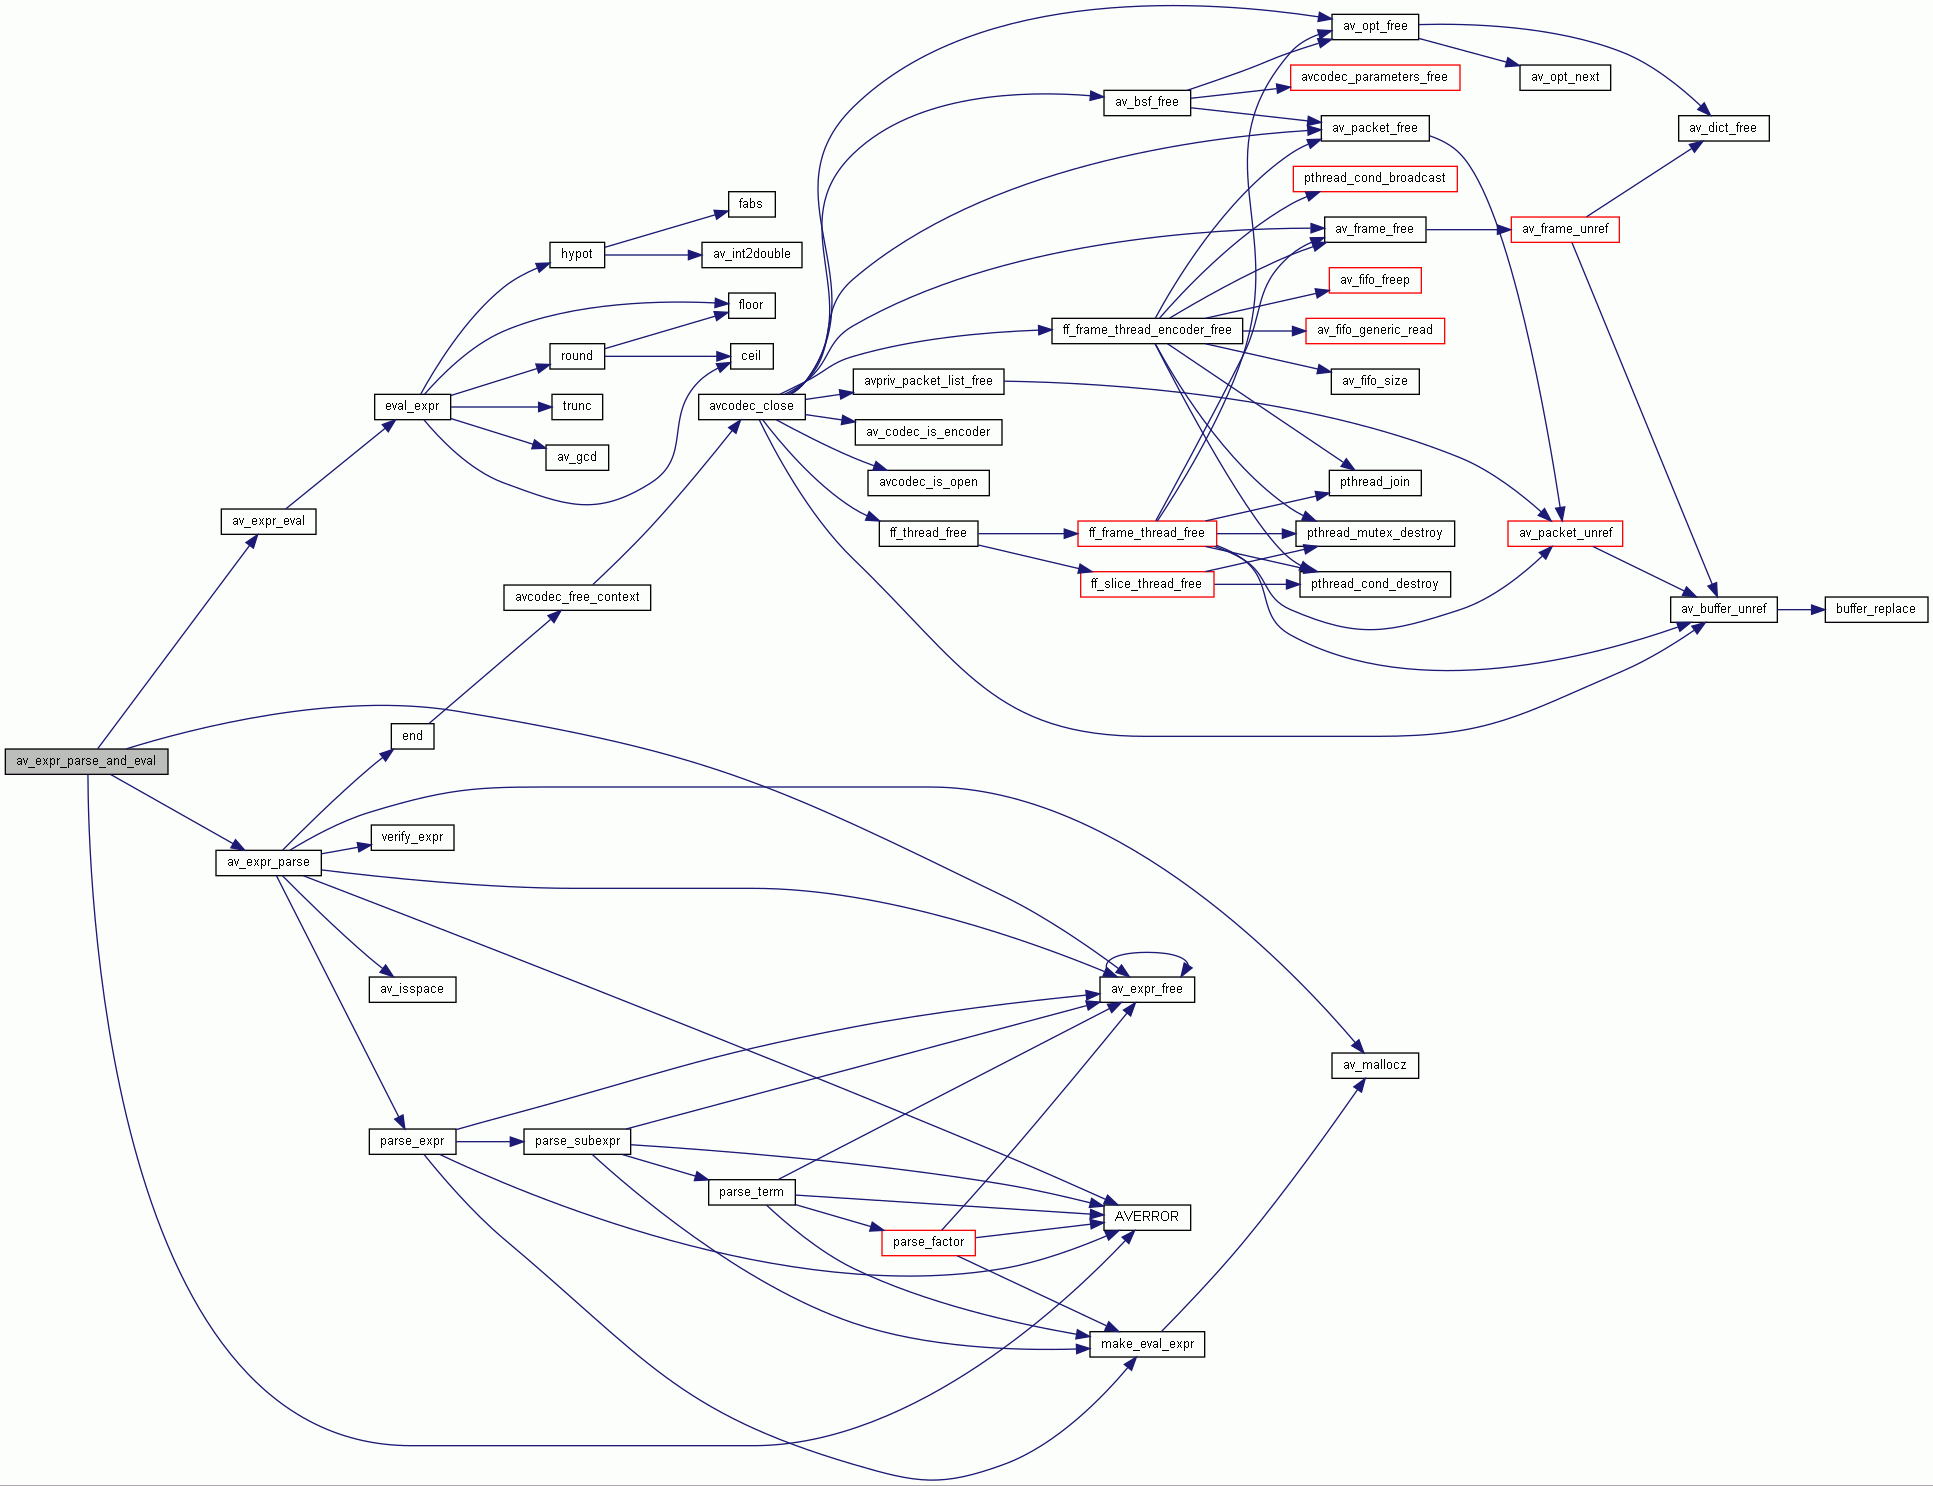 av_opt_free
avcodec_parameters_free
av_opt_next
av_bsf_free
av_packet_free
av_dict_free
pthread_cond_broadcast
fabs
av_frame_free
av_frame_unref
hypot
av_int2double
av_fifo_freep
floor
ff_frame_thread_encoder_free
av_fifo_generic_read
round
ceil
avpriv_packet_list_free
av_fifo_size
eval_expr
trunc
avcodec_close
av_codec_is_encoder
av_gcd
avcodec_is_open
pthread_join
av_expr_eval
ff_thread_free
ff_frame_thread_free
pthread_mutex_destroy
av_packet_unref
ff_slice_thread_free
pthread_cond_destroy
avcodec_free_context
av_buffer_unref
buffer_replace
end
av_expr_parse_and_eval
verify_expr
av_expr_parse
av_isspace
av_expr_free
av_mallocz
parse_expr
parse_subexpr
parse_term
AVERROR
parse_factor
make_eval_expr